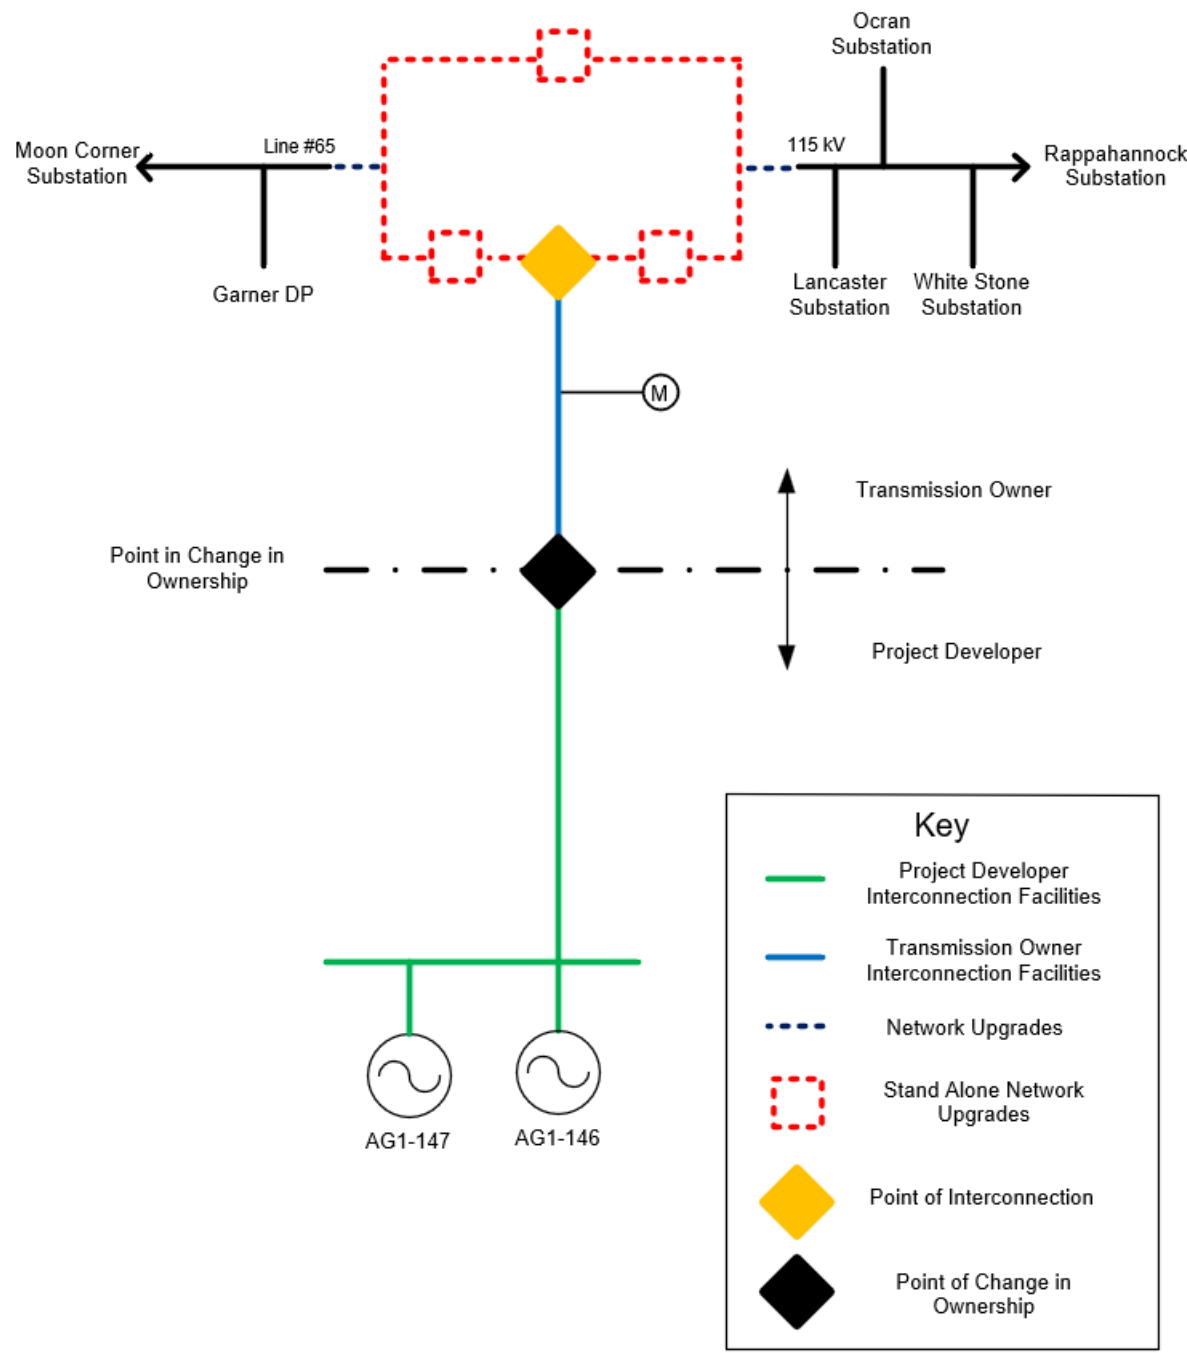 Ocran
Substation
Moon Corner
Substation
Line #65
115 kV
Rappahannock
Substation
Garner DP
Lancaster
Substation
White Stone
Substation
M
Transmission Owner
Point in Change in
Ownership
Project Developer
Key
Project Developer
Interconnection Facilities
Transmission Owner
Interconnection Facilities
Network Upgrades
Stand Alone Network
Upgrades
Point of Interconnection
Point of Change in
Ownership
AG1-147
AG1-146